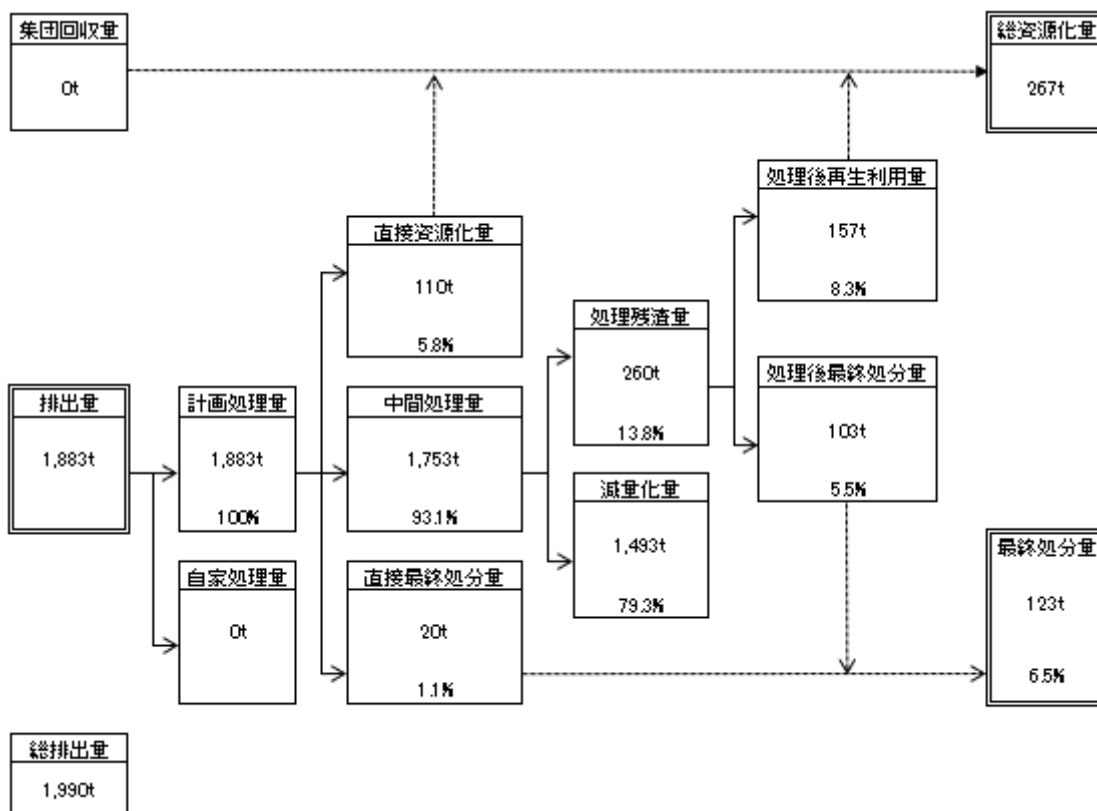 集団回収量
0t
総資源化量
267t
処理後再生利用量
157t
8.3%
直接資源化量
110t
5.8%
処理残渣量
260t
13.8%
処理後最終処分量
103t
5.5%
排出量
1,883t
計画処理量
1,883t
100%
中間処理量
1,753t
93.1%
減量化量
1,493t
79.3%
自家処理量
0t
直接最終処分量
20t
1.1%
最終処分量
123t
6.5%
総排出量
1,990t